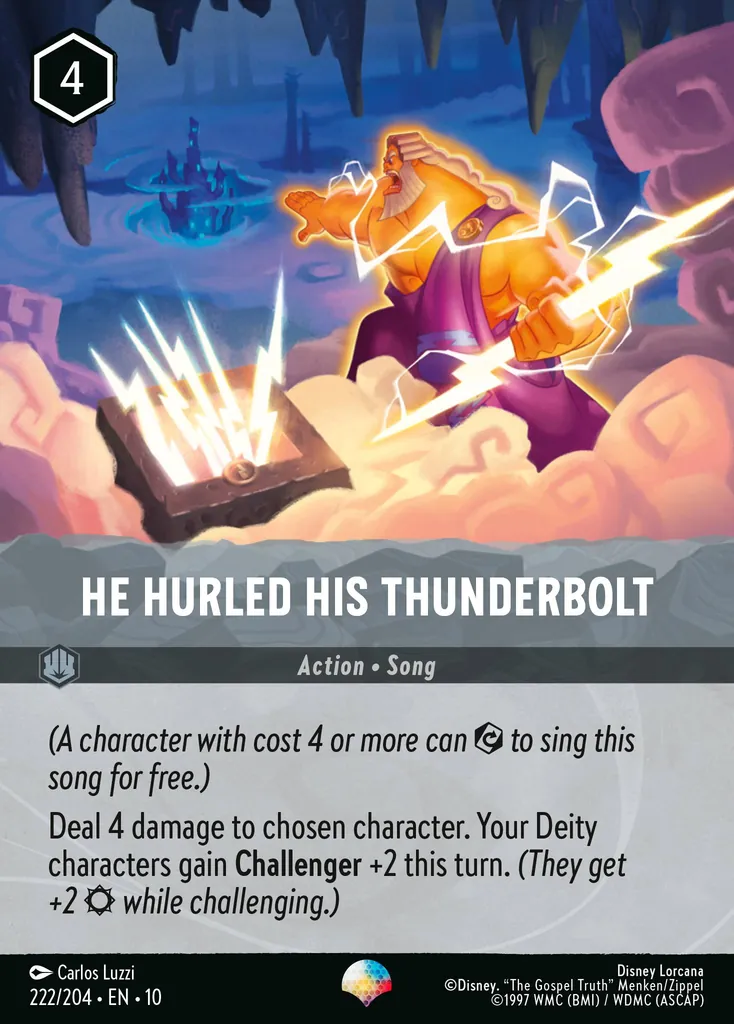 4
HE HURLED HIS THUNDERBOLT
Action • Song
(A character with cost 4 or more can to sing this
song for free.)
Deal 4 damage to chosen character. Your Deity
characters gain Challenger +2 this turn. (They get
+2 while challenging.)
Carlos Luzzi
222/204 • EN • 10
Disney Lorcana
©Disney. “The Gospel Truth” Menken/Zippel
©1997 WMC (BMI) / WDMC (ASCAP)